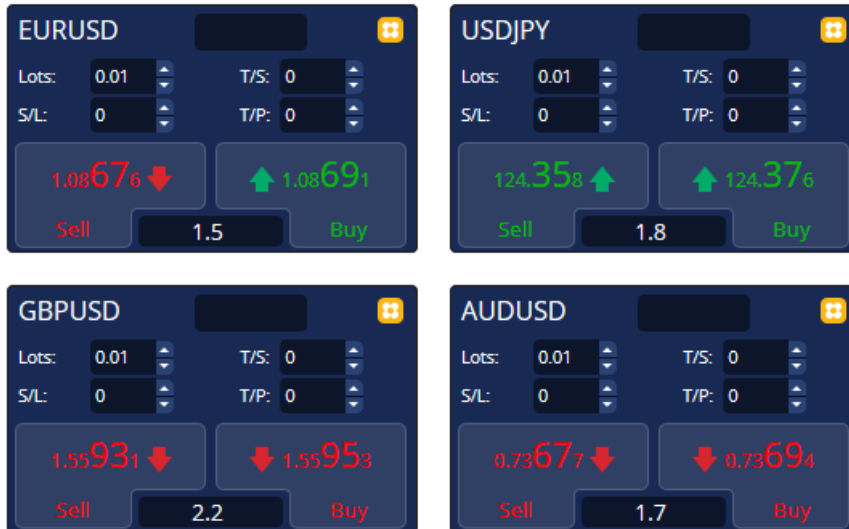 EURUSD
Lots: 0.01 T/S: 0
S/L: 0 T/P: 0
1.08676 1.08691
Sell 1.5 Buy
USDJPY
Lots: 0.01 T/S: 0
S/L: 0 T/P: 0
124.358 124.376
Sell 1.8 Buy
GBPUSD
Lots: 0.01 T/S: 0
S/L: 0 T/P: 0
1.55931 1.55953
Sell 2.2 Buy
AUDUSD
Lots: 0.01 T/S: 0
S/L: 0 T/P: 0
0.73677 0.73694
Sell 1.7 Buy